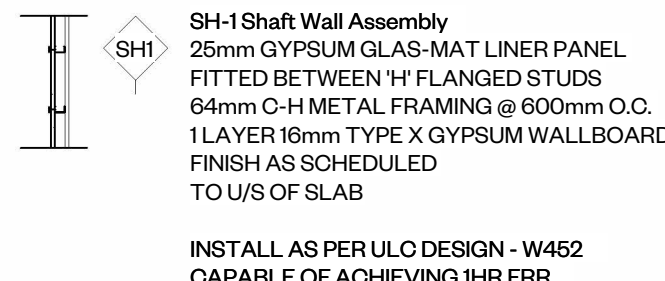 SH1
SH-1 Shaft Wall Assembly
25mm GYPSUM GLAS-MAT LINER PANEL
FITTED BETWEEN 'H' FLANGED STUDS
64mm C-H METAL FRAMING @ 600mm O.C.
1 LAYER 16mm TYPE X GYPSUM WALLBOARD
FINISH AS SCHEDULED
TO U/S OF SLAB
INSTALL AS PER ULC DESIGN - W452
CAPABLE OF ACHIEVING 1HR FRR